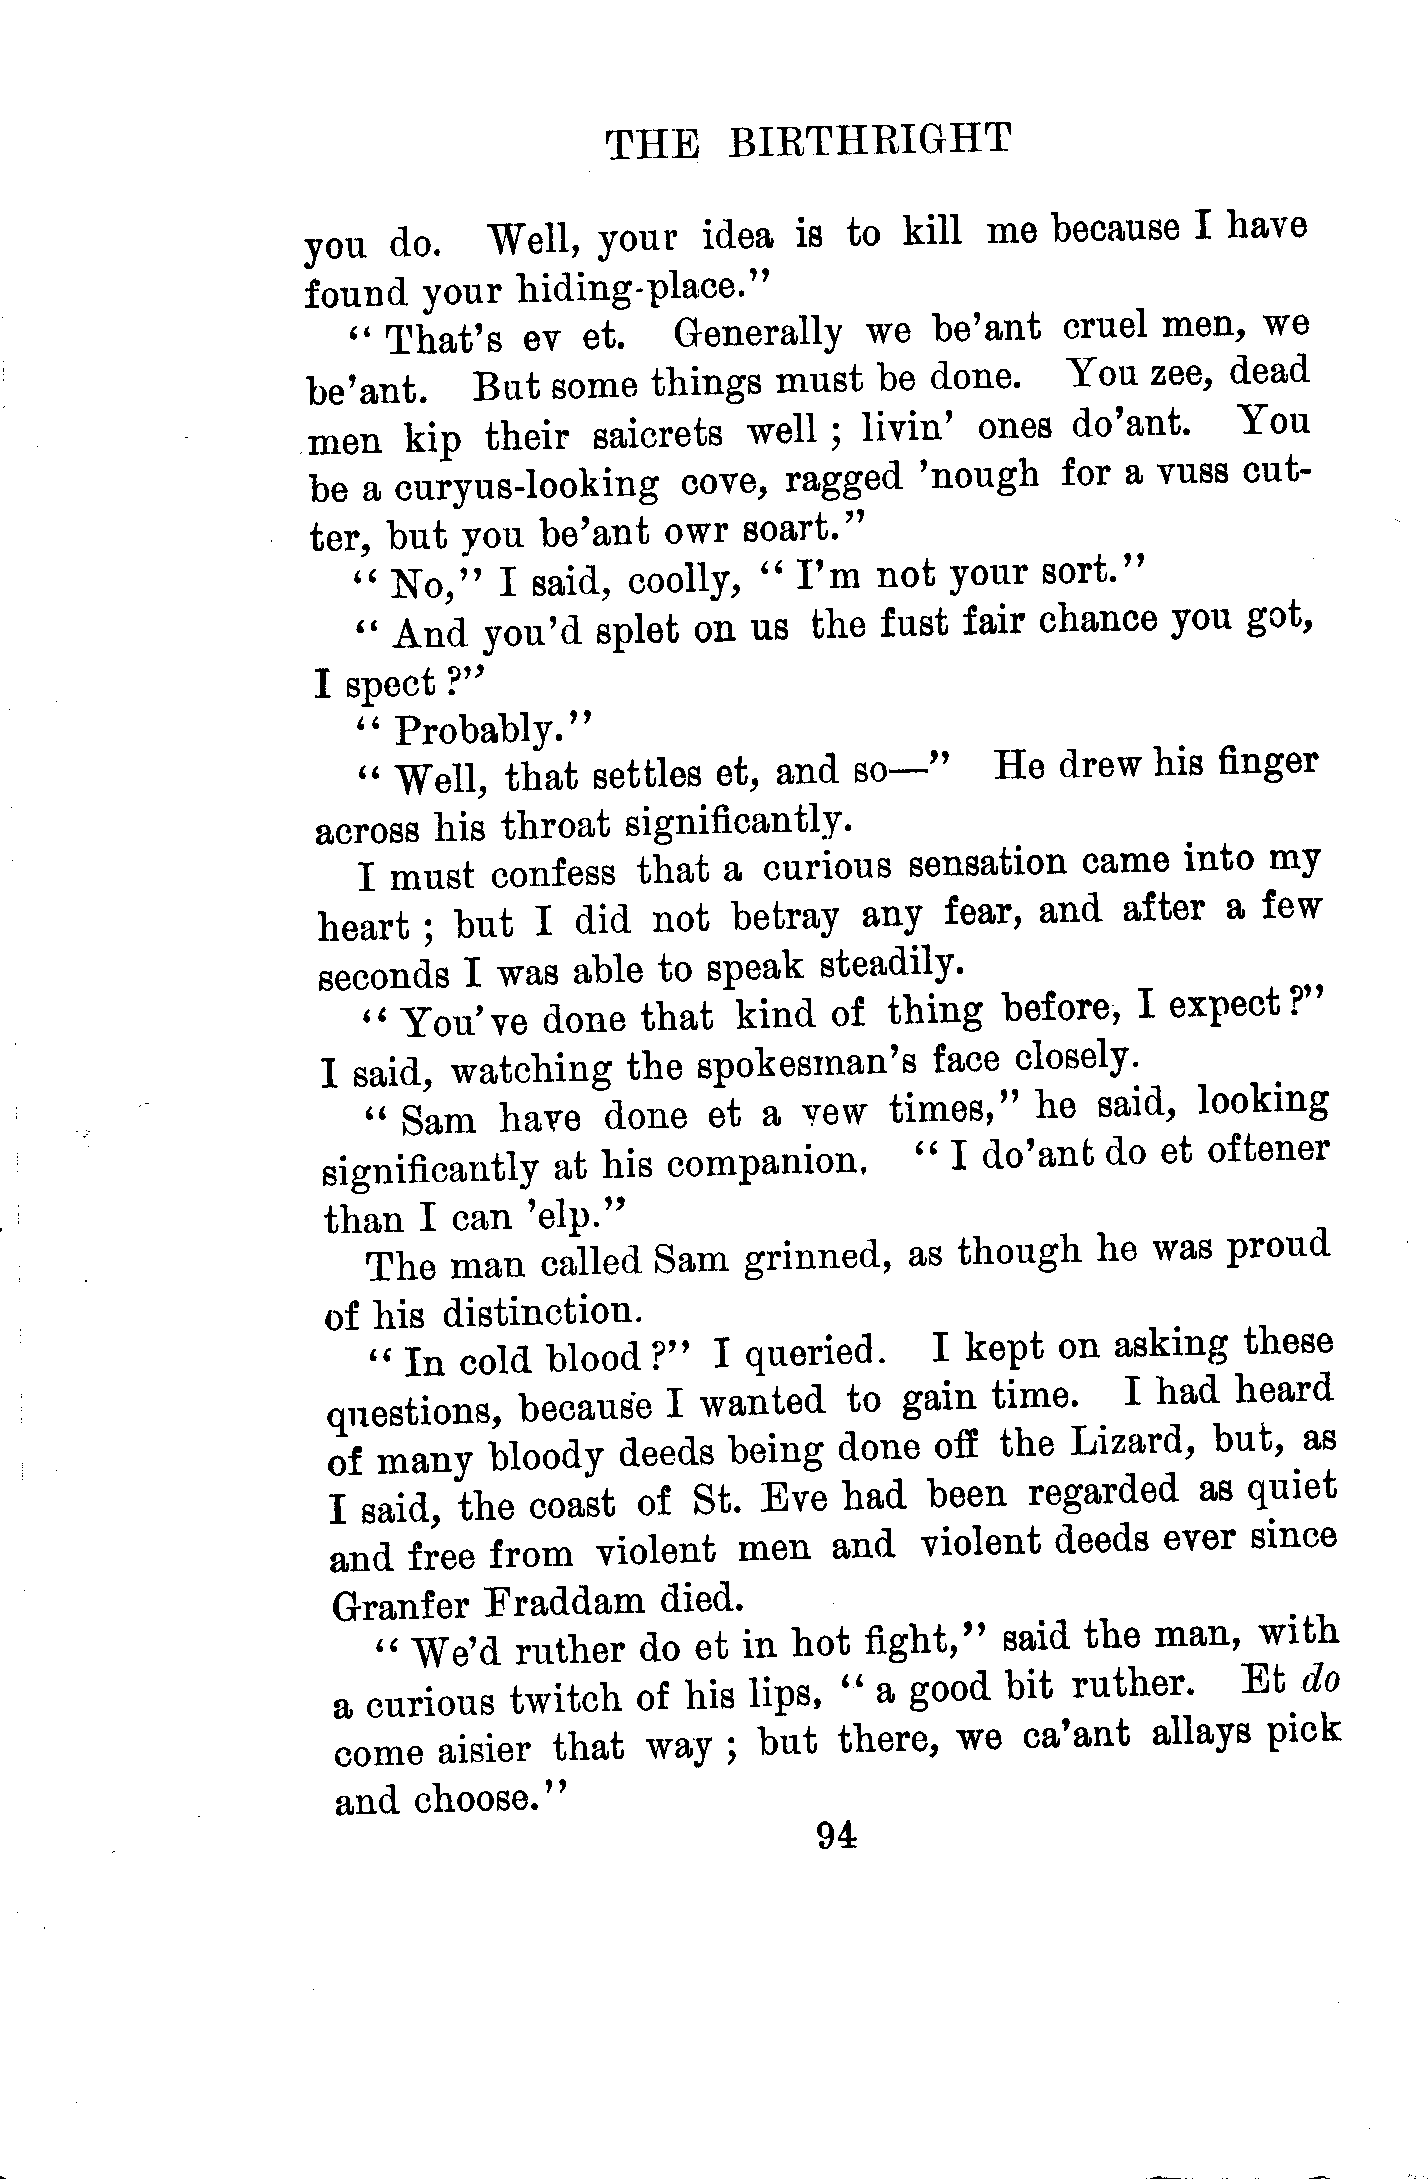 THE BIRTHRIGHT
you do. Well, your idea is to kill me because I have
found your hiding-place."
" That's ev et. Generally we be'ant cruel men, we
be'ant. But some things must be done. You zee, dead
men kip their saicrets well ; livin' ones do'ant. You
be a curyus-looking cove, ragged 'nough for a vuss cut-
ter, but you be'ant owr soart."
" No," I said, coolly, " I'm not your sort."
" And you'd splet on us the fust fair chance you got,
I spect ?"
" Probably."
" Well, that settles et, and so—" He drew his finger
across his throat significantly.
I must confess that a curious sensation came into my
heart ; but I did not betray any fear, and after a few
seconds I was able to speak steadily.
" You've done that kind of thing before, I expect ?"
I said, watching the spokesman's face closely.
" Sam have done et a vew times," he said, looking
significantly at his companion. " I do'ant do et oftener
than I can 'elp."
The man called Sam grinned, as though he was proud
of his distinction.
" In cold blood ?" I queried. I kept on asking these
questions, because I wanted to gain time. I had heard
of many bloody deeds being done off the Lizard, but, as
I said, the coast of St. Eve had been regarded as quiet
and free from violent men and violent deeds ever since
Granfer Fraddam died.
" We'd ruther do et in hot fight," said the man, with
a curious twitch of his lips, " a good bit ruther. Et do
come aisier that way ; but there, we ca'ant allays pick
and choose."
94